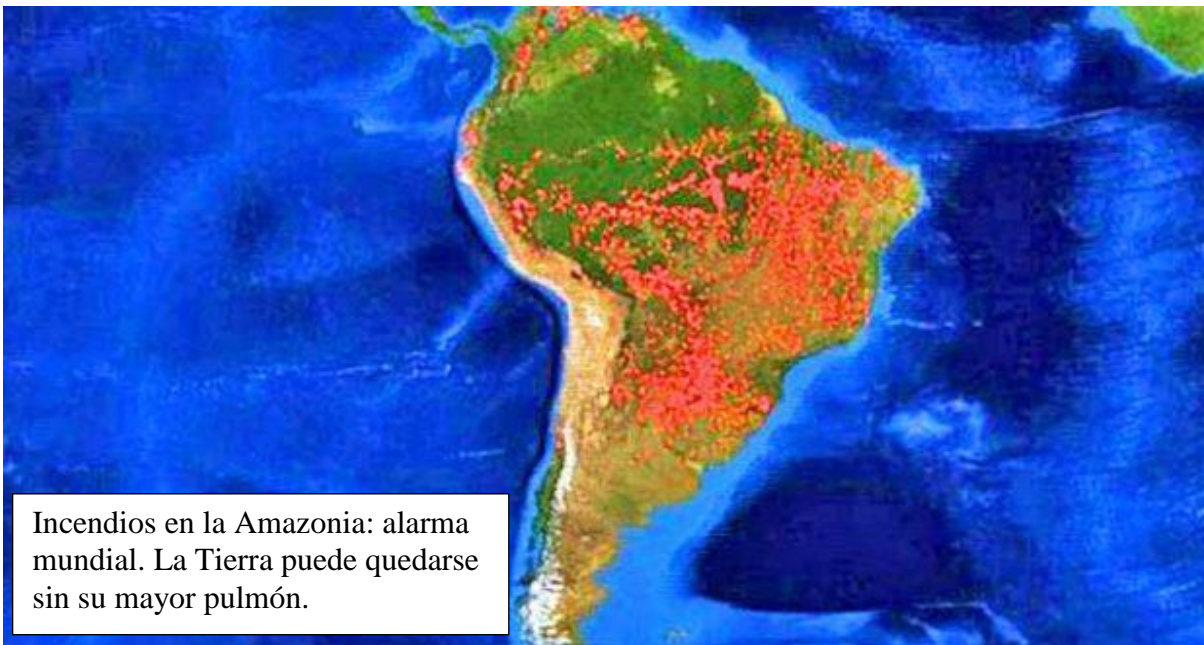 Incendios en la Amazonia: alarma
mundial. La Tierra puede quedarse
sin su mayor pulmón.